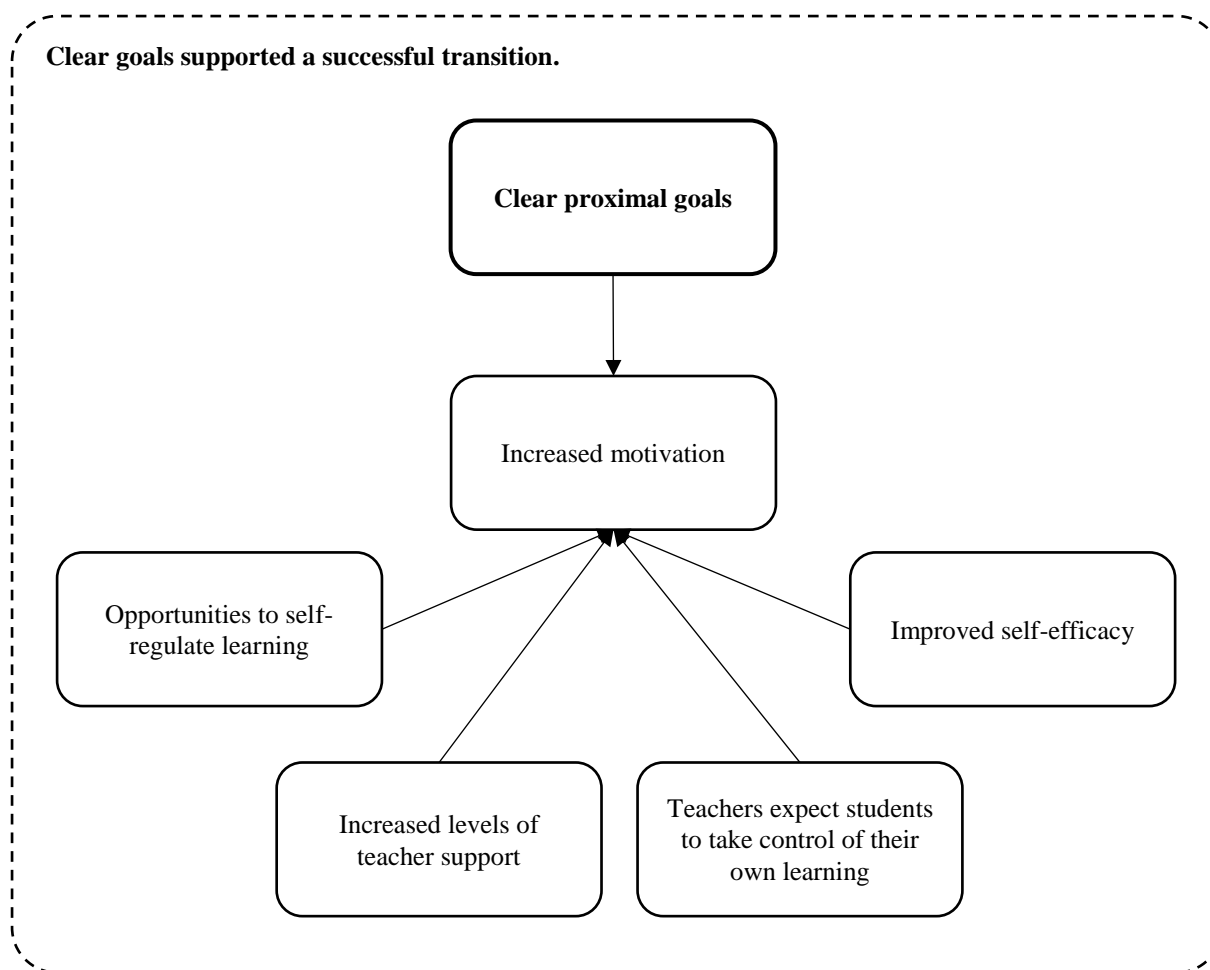 Clear goals supported a successful transition.
Clear proximal goals
Increased motivation
Opportunities to self-
regulate learning
Improved self-efficacy
Increased levels of
teacher support
Teachers expect students
to take control of their
own learning